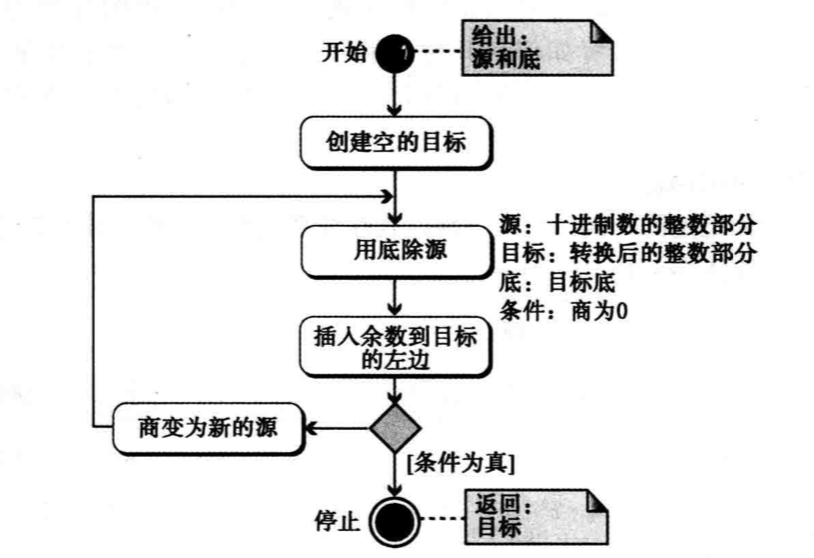 开始
给出：
源和底
创建空的目标
用底除源
源：十进制数的整数部分
目标：转换后的整数部分
底：目标底
条件：商为0
插入余数到目标
的左边
商变为新的源
[条件为真]
停止
返回：
目标